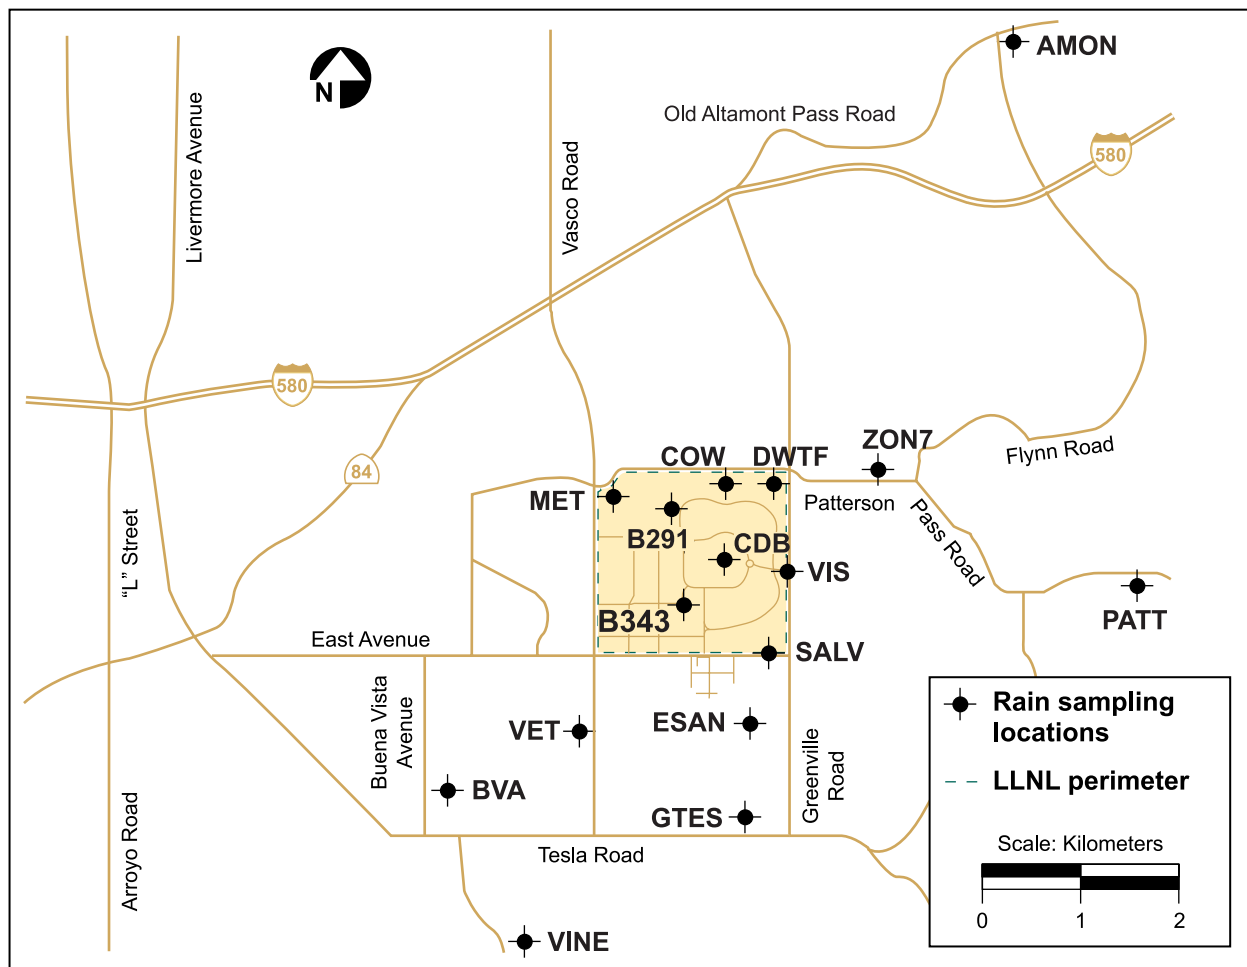 AMON
Old Altamont Pass Road
580
Livermore Avenue
Vasco Road
N
580
84
ZON7
Flynn Road
COW
DWTF
MET
Patterson
Pass Road
B291
CDB
VIS
"L" Street
B343
PATT
East Avenue
SALV
Buena Vista
Avenue
VET
ESAN
Greenville
Road
BVA
GTES
Arroyo Road
Tesla Road
VINE
Rain sampling
locations
LLNL perimeter
Scale: Kilometers
0 1 2